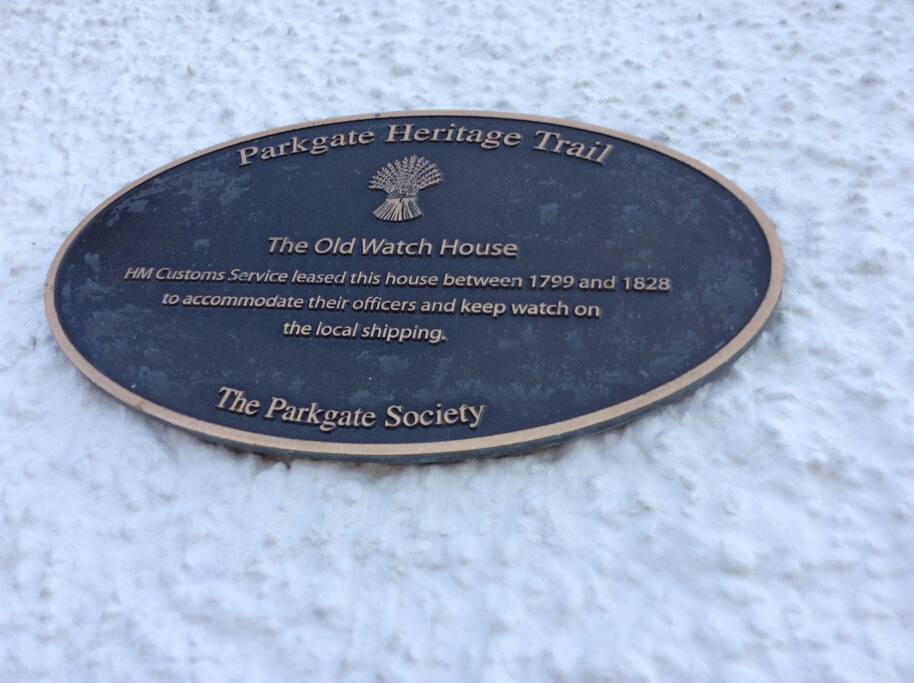 Parkgate Heritage Trail
The Old Watch House
HM Customs Service leased this house between 1799 and 1828
to accommodate their officers and keep watch on
the local shipping.
The Parkgate Society